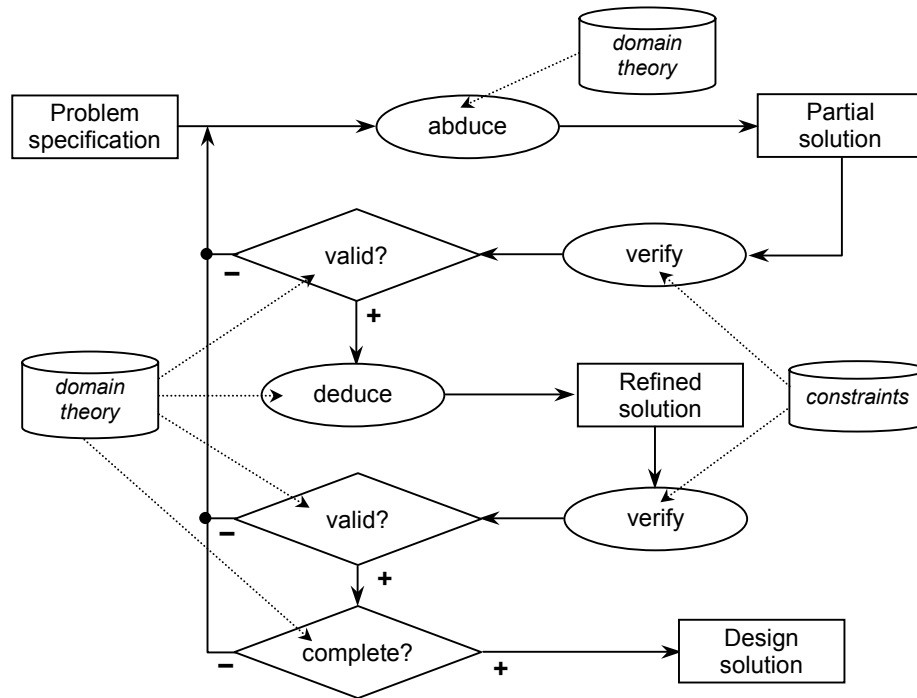 domain
theory
Problem
specification
abduce
Partial
solution
valid?
verify
−
+
domain
theory
deduce
Refined
solution
constraints
valid?
verify
−
+
complete?
−
+
Design
solution